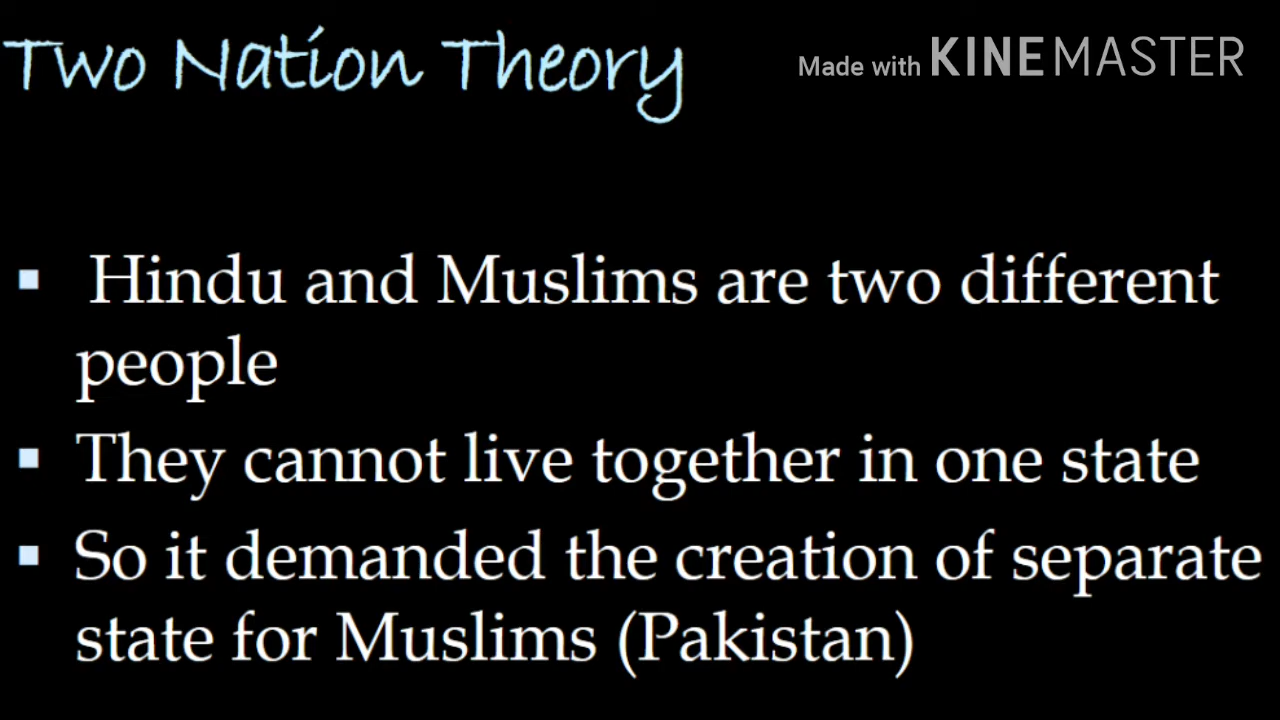 Two Nation Theory
Made with KINEMASTER
▪ Hindu and Muslims are two different
people
▪ They cannot live together in one state
▪ So it demanded the creation of separate
state for Muslims (Pakistan)